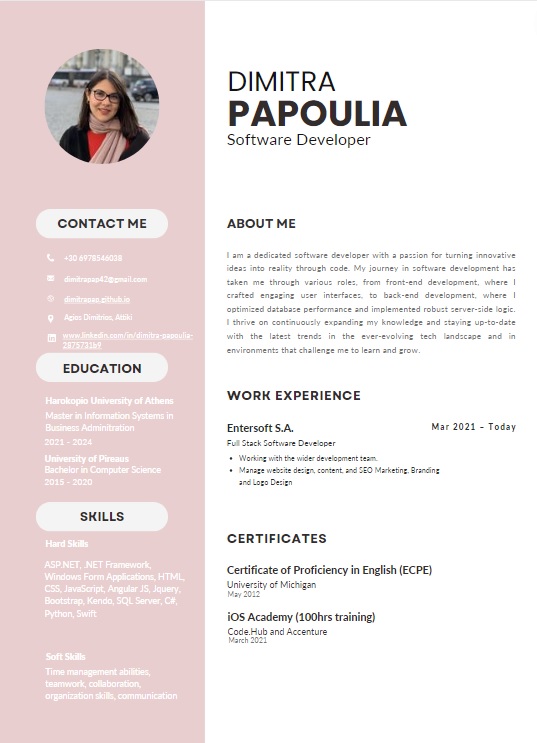 DIMITRA
PAPOULIA
Software Developer
CONTACT ME
+30 6978546038
dimitrapap42@gmail.com
dimitrapap.github.io
Agios Dimitrios, Attiki
www.linkedin.com/in/dimitra-papoulia-
EDUCATION
Harokopio University of Athens
Master in Information Systems in
Business Adminitration
2021 - 2024
University of Pireaus
Bachelor in Computer Science
2015 - 2020
SKILLS
Hard Skills
ASP.NET, .NET Framework,
Windows Form Applications, HTML,
CSS, JavaScript, Angular JS, Jquery,
Bootstrap, Kendo, SQL Server, C#,
Python, Swift
Soft Skills
Time management abilities,
teamwork, collaboration,
organization skills, communication
ABOUT ME
I am a dedicated software developer with a passion for turning innovative
ideas into reality through code. My journey in software development has
taken me through various roles, from front-end development, where I
crafted engaging user interfaces, to back-end development, where I
optimized database performance and implemented robust server-side logic.
I thrive on continuously expanding my knowledge and staying up-to-date
with the latest trends in the ever-evolving tech landscape and in
environments that challenge me to learn and grow.
WORK EXPERIENCE
Entersoft S.A.
Mar 2021 – Today
Full Stack Software Developer
• Working with the wider development team.
• Manage website design, content, and SEO Marketing, Branding
and Logo Design
CERTIFICATES
Certificate of Proficiency in English (ECPE)
University of Michigan
May 2012
iOS Academy (100hrs training)
Code.Hub and Accenture
March 2021